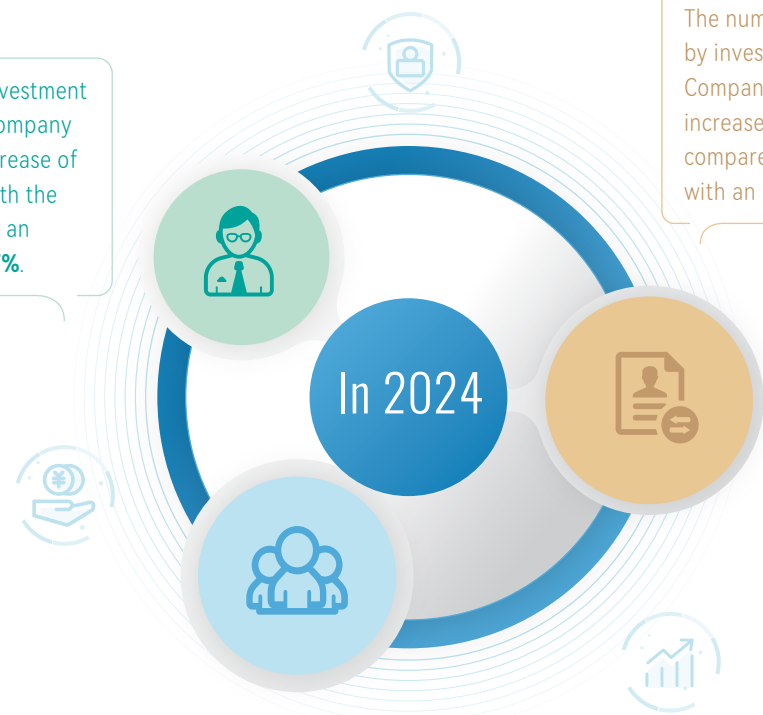 vestment
ompany
rease of
th the
an
%.
The num
by inves
Compan
increase
compare
with an
In 2024
¥